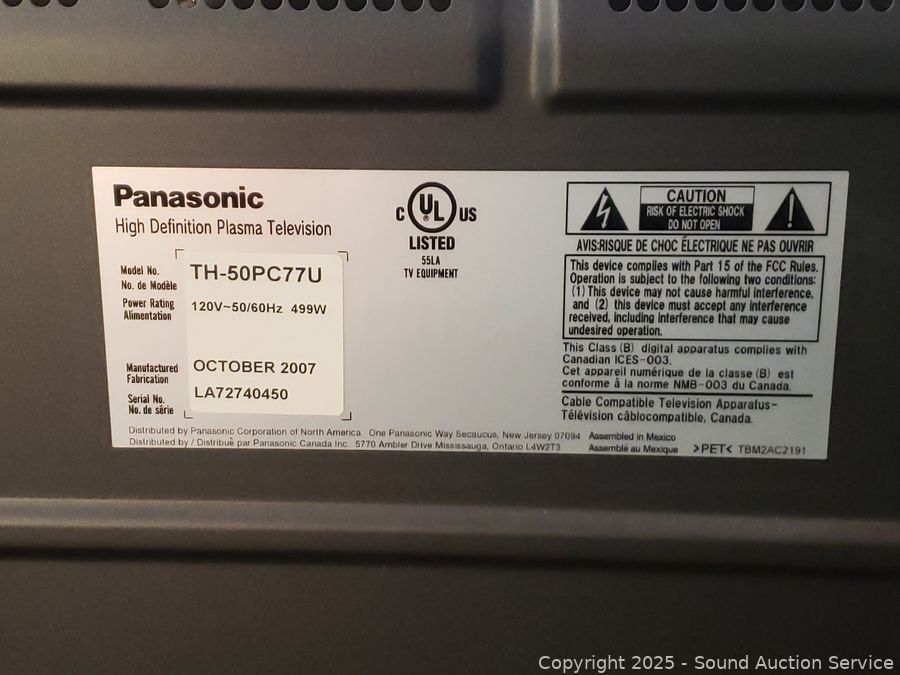 Panasonic
High Definition Plasma Television
Model No.
No. de Modèle
TH-50PC77U
Power Rating
Alimentation
120V~50/60Hz 499W
Manufactured
Fabrication
OCTOBER 2007
Serial No.
No. de série
LA72740450
C UL US
LISTED
55LA
TV EQUIPMENT
CAUTION
RISK OF ELECTRIC SHOCK
DO NOT OPEN
AVIS:RISQUE DE CHOC ÉLECTRIQUE NE PAS OUVRIR
This device complies with Part 15 of the FCC Rules.
Operation is subject to the following two conditions:
(1) This device may not cause harmful interference,
and (2) this device must accept any interference
received, including interference that may cause
undesired operation.
This Class (B) digital apparatus complies with
Canadian ICES-003.
Cet appareil numérique de la classe (B) est
conforme à la norme NMB-003 du Canada.
Cable Compatible Television Apparatus-
Télévision câblocompatible, Canada.
Distributed by Panasonic Corporation of North America One Panasonic Way Secaucus, New Jersey 07094
Distributed by / Distribué par Panasonic Canada Inc. 5770 Ambler Drive Mississauga, Ontario L4W2T3
Assembled in Mexico
Assemblé au Mexique
>PET< TBM2AC2191
Copyright © 2025 - Sound Auction Service